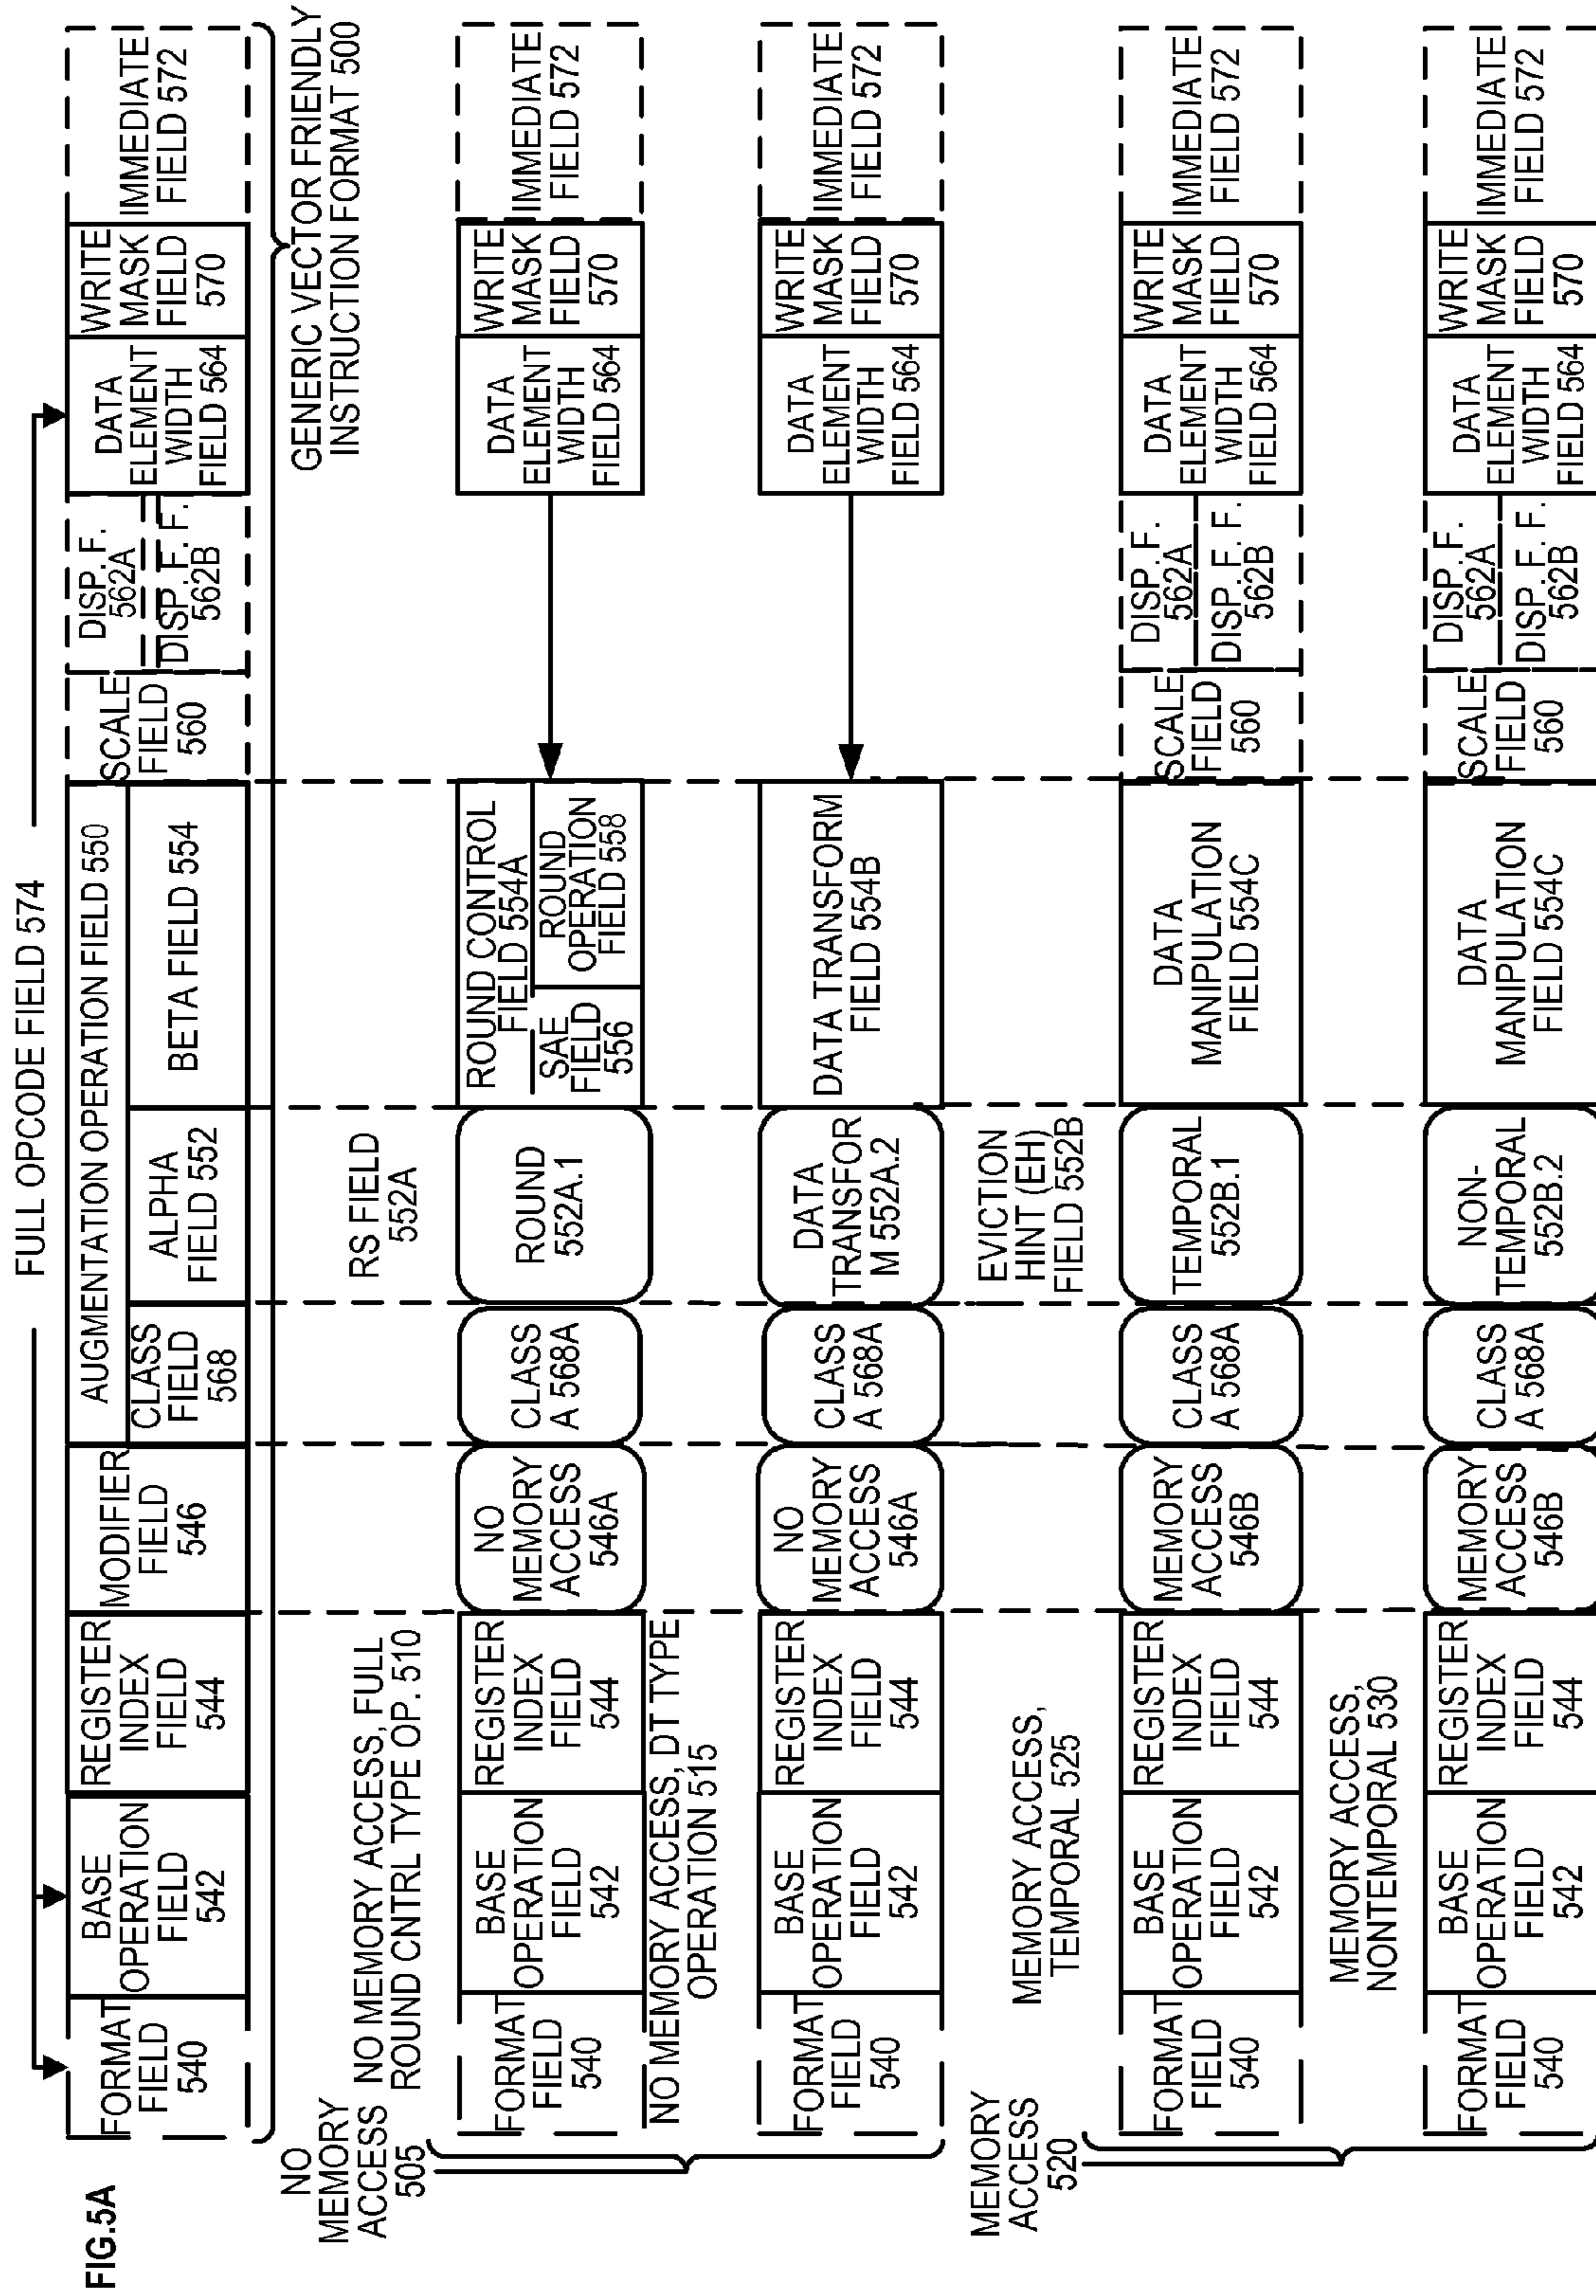 FIG.5A
FULL OPCODE FIELD 574
FORMAT
FIELD
540
BASE
OPERATION
FIELD
542
REGISTER
INDEX
FIELD
544
MODIFIER
FIELD
546
AUGMENTATION OPERATION FIELD 550
CLASS
FIELD
568
ALPHA
FIELD 552
BETA FIELD 554
SCALE
FIELD
560
DISP. F.
562A
DISP. F. F.
562B
DATA
ELEMENT
WIDTH
FIELD 564
WRITE
MASK
FIELD
570
IMMEDIATE
FIELD 572
GENERIC VECTOR FRIENDLY
INSTRUCTION FORMAT 500
NO
MEMORY
ACCESS
505
NO MEMORY ACCESS, FULL
ROUND CNTRL TYPE OP. 510
RS FIELD
552A
FORMAT
FIELD
540
BASE
OPERATION
FIELD
542
REGISTER
INDEX
FIELD
544
NO
MEMORY
ACCESS
546A
CLASS
A 568A
ROUND
552A.1
ROUND CONTROL
FIELD 554A
SAE
FIELD
556
ROUND
OPERATION
FIELD 558
DATA
ELEMENT
WIDTH
FIELD 564
WRITE
MASK
FIELD
570
IMMEDIATE
FIELD 572
NO MEMORY ACCESS, DT TYPE
OPERATION 515
FORMAT
FIELD
540
BASE
OPERATION
FIELD
542
REGISTER
INDEX
FIELD
544
NO
MEMORY
ACCESS
546A
CLASS
A 568A
DATA
TRANSFOR
M 552A.2
DATA TRANSFORM
FIELD 554B
DATA
ELEMENT
WIDTH
FIELD 564
WRITE
MASK
FIELD
570
IMMEDIATE
FIELD 572
MEMORY
ACCESS
520
MEMORY ACCESS,
TEMPORAL 525
EVICTION
HINT (EH)
FIELD 552B
FORMAT
FIELD
540
BASE
OPERATION
FIELD
542
REGISTER
INDEX
FIELD
544
MEMORY
ACCESS
546B
CLASS
A 568A
TEMPORAL
552B.1
DATA
MANIPULATION
FIELD 554C
SCALE
FIELD
560
DISP. F.
562A
DISP. F. F.
562B
DATA
ELEMENT
WIDTH
FIELD 564
WRITE
MASK
FIELD
570
IMMEDIATE
FIELD 572
MEMORY ACCESS,
NONTEMPORAL 530
FORMAT
FIELD
540
BASE
OPERATION
FIELD
542
REGISTER
INDEX
FIELD
544
MEMORY
ACCESS
546B
CLASS
A 568A
NON-
TEMPORAL
552B.2
DATA
MANIPULATION
FIELD 554C
SCALE
FIELD
560
DISP. F.
562A
DISP. F. F.
562B
DATA
ELEMENT
WIDTH
FIELD 564
WRITE
MASK
FIELD
570
IMMEDIATE
FIELD 572